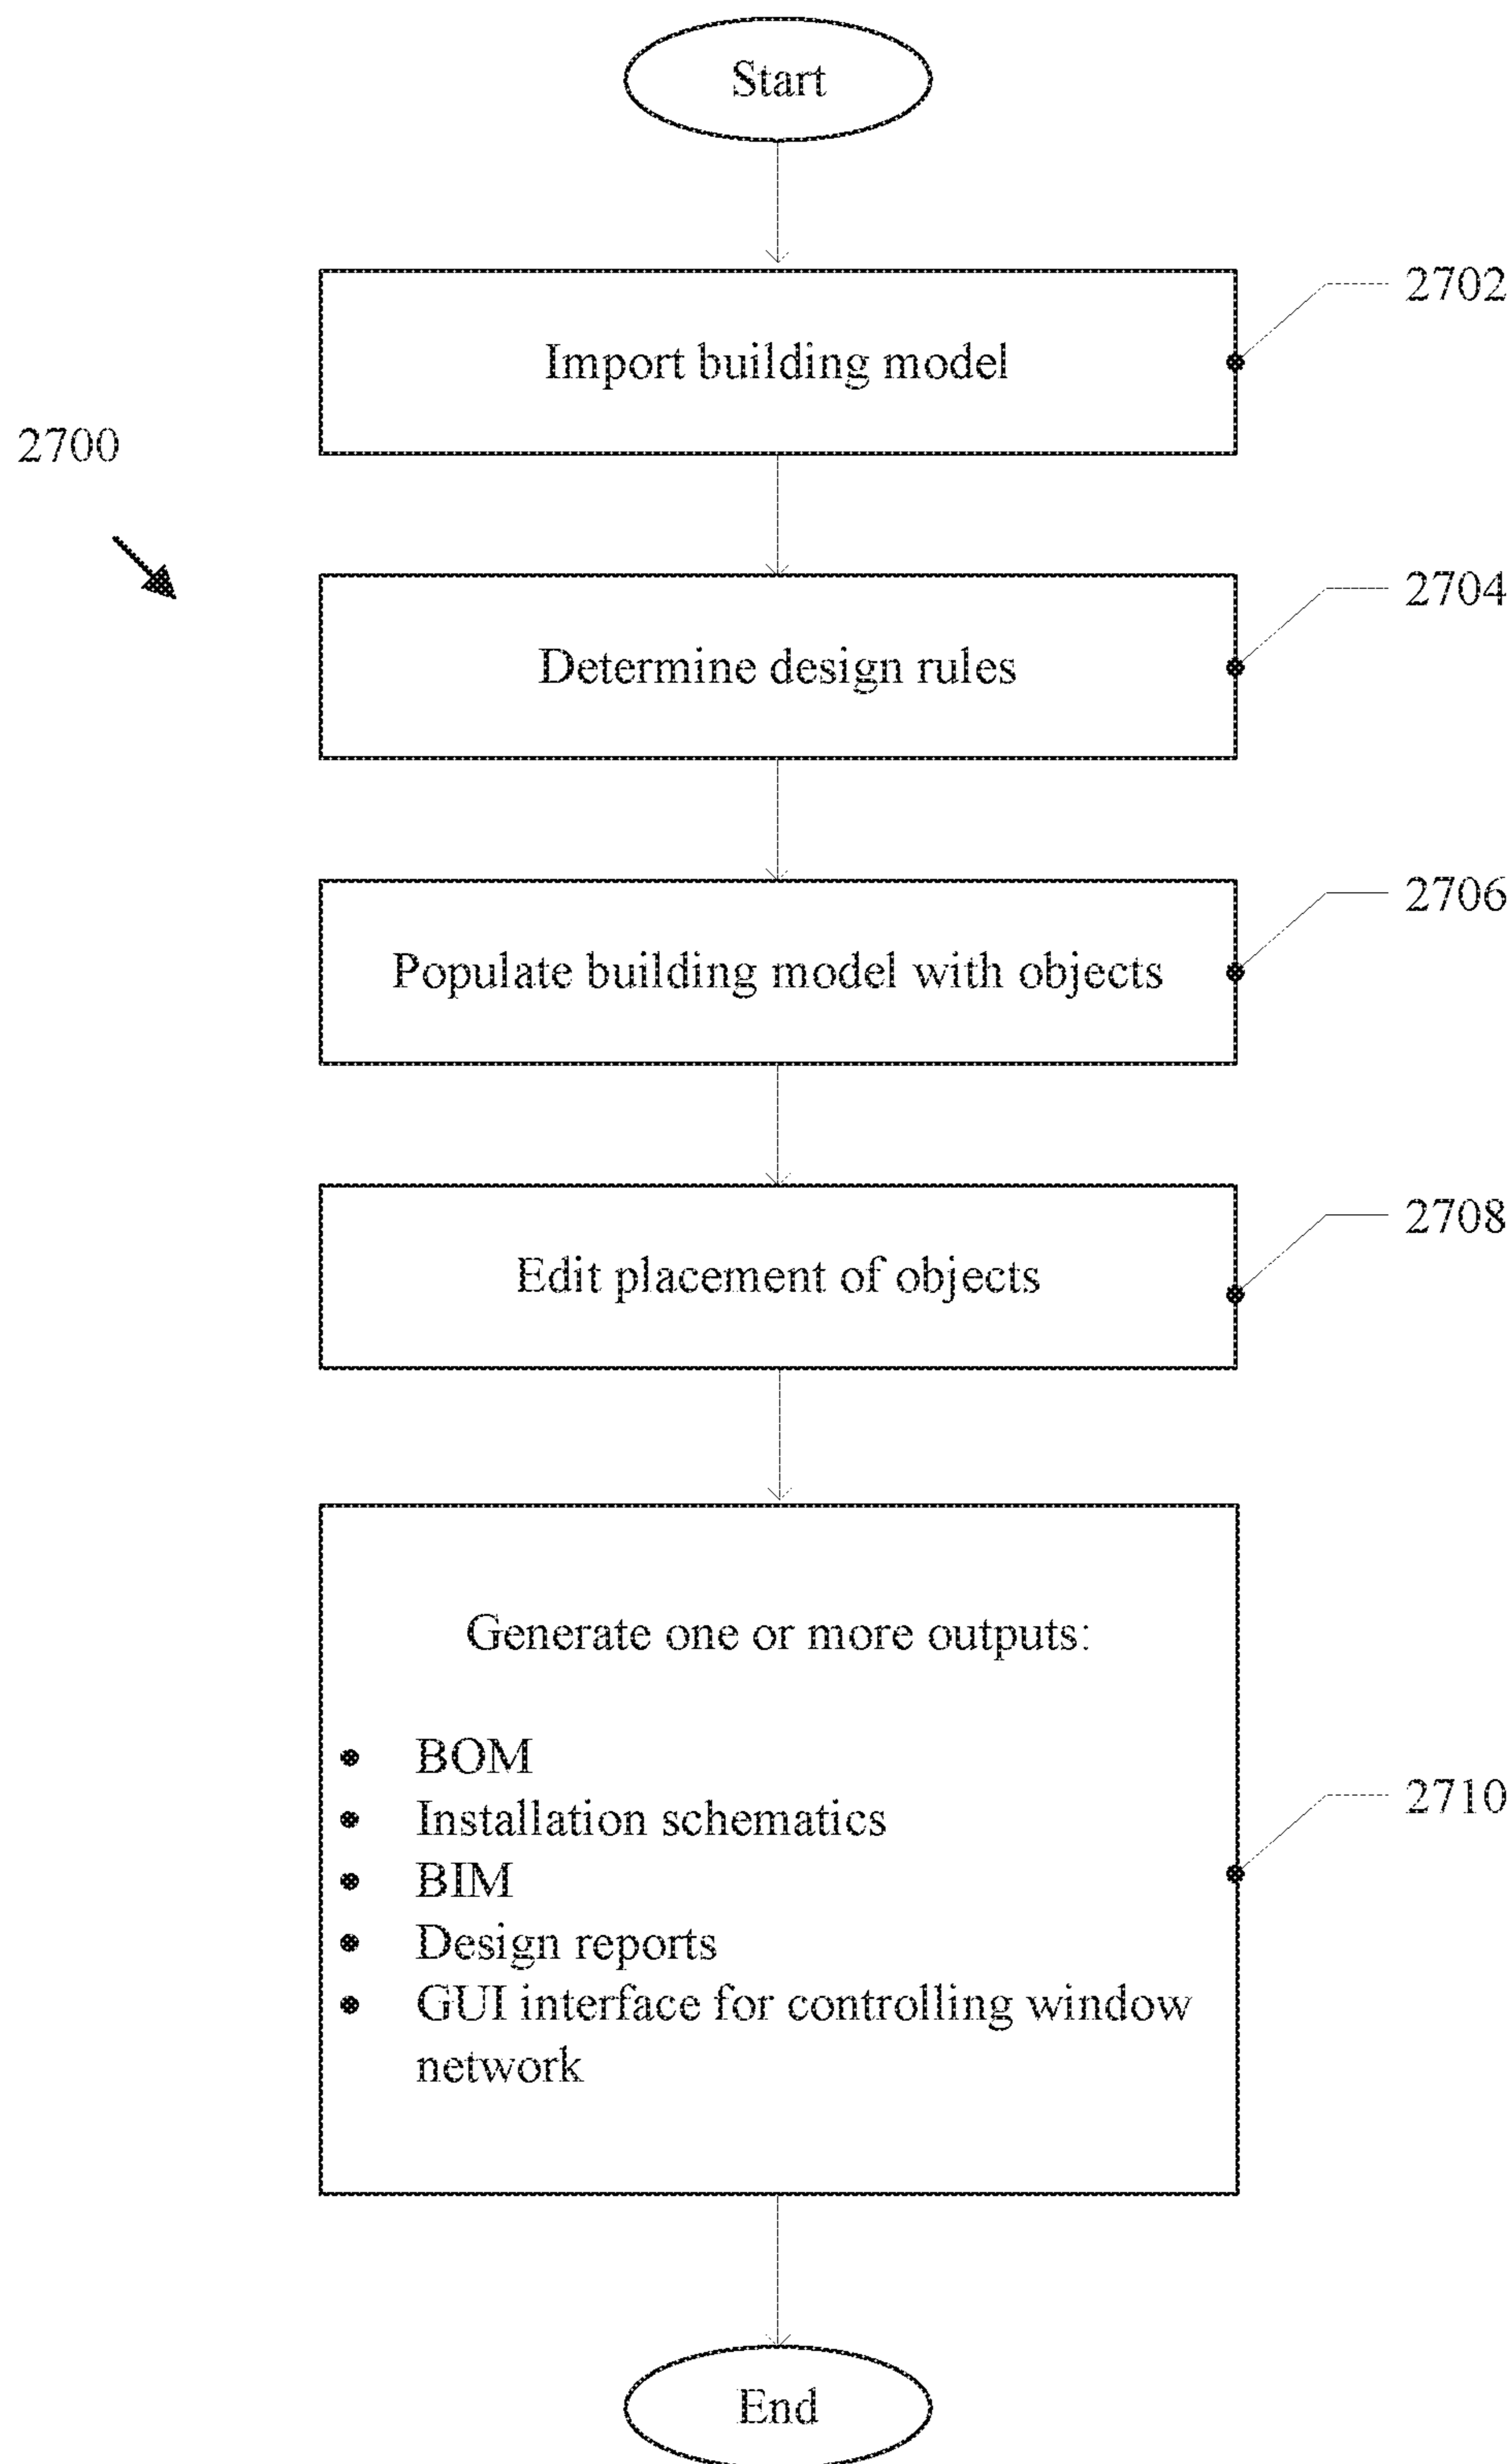 Start
Import building model
2702
2700
Determine design rules
2704
Populate building model with objects
2706
Edit placement of objects
2708
Generate one or more outputs:
• BOM
• Installation schematics
• BIM
• Design reports
• GUI interface for controlling window
network
2710
End